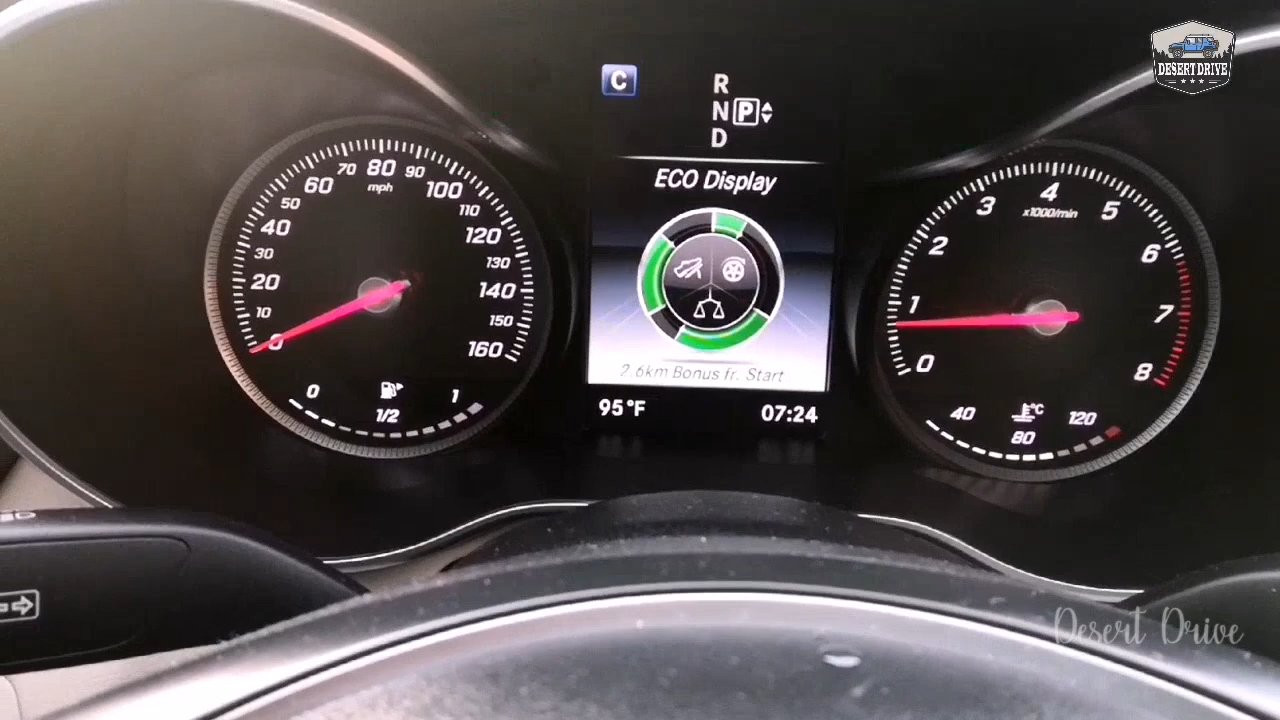 DESERT DRIVE
C
R
N P
D
ECO Display
2.6km Bonus fr. Start
95 °F 07:24
0 10 20 30 40 50 60 70 80 90 100 110 120 130 140 150 160
mph
0 1/2 1
0 1 2 3 4 5 6 7 8
x1000/min
40 80 120
°C
Desert Drive